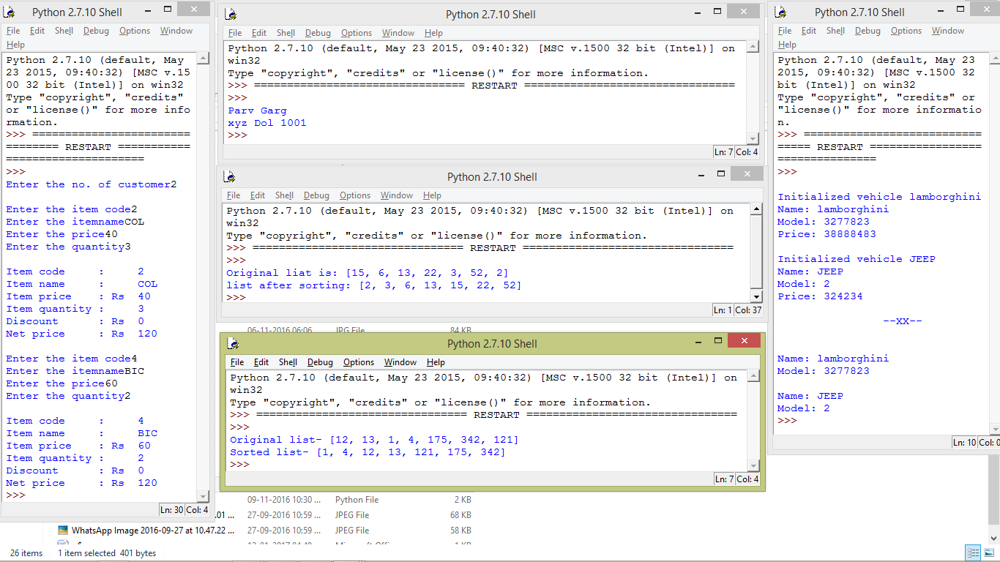 Python 2.7.10 Shell
File Edit Shell Debug Options Window
Help
Python 2.7.10 (default, May
23 2015, 09:40:32) [MSC v.15
00 32 bit (Intel)] on win32
Type "copyright", "credits"
or "license()" for more info
rmation.
>>> ========================
======== RESTART ===========
=====================
>>>
Enter the no. of customer2
Enter the item code2
Enter the itemnameCOL
Enter the price40
Enter the quantity3
Item code : 2
Item name : COL
Item price : Rs 40
Item quantity : 3
Discount : Rs 0
Net price : Rs 120
Enter the item code4
Enter the itemnameBIC
Enter the price60
Enter the quantity2
Item code : 4
Item name : BIC
Item price : Rs 60
Item quantity : 2
Discount : Rs 0
Net price : Rs 120
>>>
Ln: 30 Col: 4
Python 2.7.10 Shell
File Edit Shell Debug Options Window Help
Python 2.7.10 (default, May 23 2015, 09:40:32) [MSC v.1500 32 bit (Intel)] on
win32
Type "copyright", "credits" or "license()" for more information.
>>> ================================ RESTART ================================
>>>
Parv Garg
xyz Dol 1001
>>>
Ln: 7 Col: 4
Python 2.7.10 Shell
File Edit Shell Debug Options Window Help
Python 2.7.10 (default, May 23 2015, 09:40:32) [MSC v.1500 32 bit (Intel)] on
win32
Type "copyright", "credits" or "license()" for more information.
>>> ================================ RESTART ================================
>>>
Original liat is: [15, 6, 13, 22, 3, 52, 2]
list after sorting: [2, 3, 6, 13, 15, 22, 52]
>>>
Ln: 1 Col: 37
06-11-2016 06:06 JPG File 84 KB
Python 2.7.10 Shell
File Edit Shell Debug Options Window Help
Python 2.7.10 (default, May 23 2015, 09:40:32) [MSC v.1500 32 bit (Intel)] on
win32
Type "copyright", "credits" or "license()" for more information.
>>> ================================ RESTART ================================
>>>
Original list- [12, 13, 1, 4, 175, 342, 121]
Sorted list- [1, 4, 12, 13, 121, 175, 342]
>>>
Ln: 7 Col: 4
Python 2.7.10 Shell
File Edit Shell Debug Options Window
Help
Python 2.7.10 (default, May 23
2015, 09:40:32) [MSC v.1500 32
bit (Intel)] on win32
Type "copyright", "credits" or
"license()" for more informatio
n.
>>> ===========================
===== RESTART =================
===============
>>>
Initialized vehicle lamborghini
Name: lamborghini
Model: 3277823
Price: 38888483
Initialized vehicle JEEP
Name: JEEP
Model: 2
Price: 324234
--XX--
Name: lamborghini
Model: 3277823
Name: JEEP
Model: 2
>>>
Ln: 10 Col: 0
09-11-2016 10:30 ... Python File 2 KB
.01 ... 27-09-2016 10:59 ... JPEG File 68 KB
WhatsApp Image 2016-09-27 at 10.47.22 ... 27-09-2016 10:59 ... JPEG File 58 KB
26 items 1 item selected 401 bytes